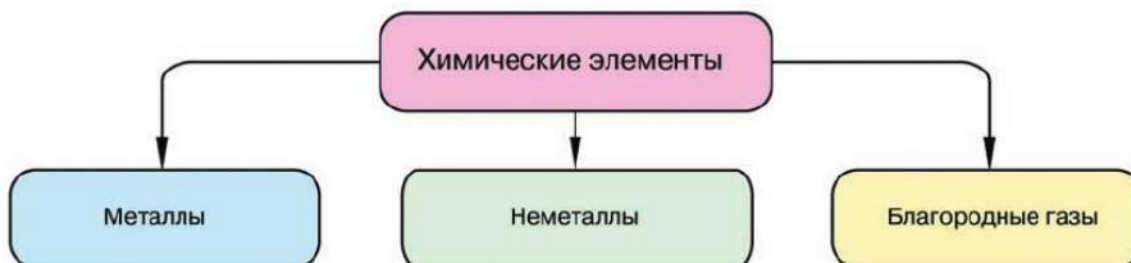 Химические элементы
Металлы
Неметаллы
Благородные газы